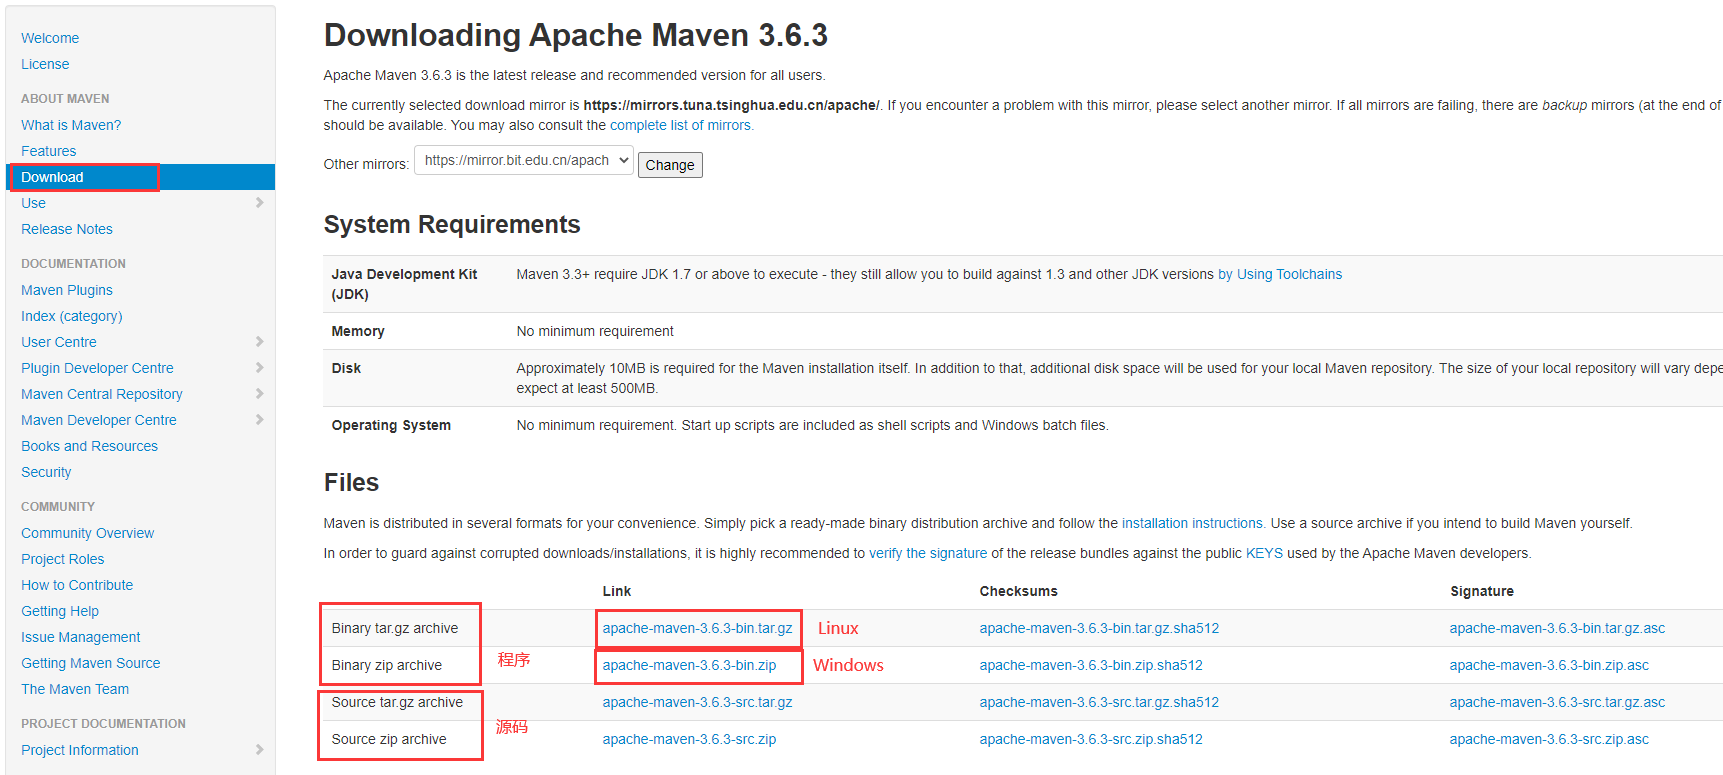 Welcome
License
ABOUT MAVEN
What is Maven?
Features
Download
Use
Release Notes
DOCUMENTATION
Maven Plugins
Index (category)
User Centre
Plugin Developer Centre
Maven Central Repository
Maven Developer Centre
Books and Resources
Security
COMMUNITY
Community Overview
Project Roles
How to Contribute
Getting Help
Issue Management
Getting Maven Source
The Maven Team
PROJECT DOCUMENTATION
Project Information
Downloading Apache Maven 3.6.3
Apache Maven 3.6.3 is the latest release and recommended version for all users.
The currently selected download mirror is https://mirrors.tuna.tsinghua.edu.cn/apache/. If you encounter a problem with this mirror, please select another mirror. If all mirrors are failing, there are backup mirrors (at the end of
should be available. You may also consult the complete list of mirrors.
Other mirrors: https://mirror.bit.edu.cn/apach Change
System Requirements
Java Development Kit Maven 3.3+ require JDK 1.7 or above to execute - they still allow you to build against 1.3 and other JDK versions by Using Toolchains
(JDK)
Memory No minimum requirement
Disk Approximately 10MB is required for the Maven installation itself. In addition to that, additional disk space will be used for your local Maven repository. The size of your local repository will vary depe
expect at least 500MB.
Operating System No minimum requirement. Start up scripts are included as shell scripts and Windows batch files.
Files
Maven is distributed in several formats for your convenience. Simply pick a ready-made binary distribution archive and follow the installation instructions. Use a source archive if you intend to build Maven yourself.
In order to guard against corrupted downloads/installations, it is highly recommended to verify the signature of the release bundles against the public KEYS used by the Apache Maven developers.
Link Checksums Signature
Binary tar.gz archive apache-maven-3.6.3-bin.tar.gz Linux apache-maven-3.6.3-bin.tar.gz.sha512 apache-maven-3.6.3-bin.tar.gz.asc
Binary zip archive 程序 apache-maven-3.6.3-bin.zip Windows apache-maven-3.6.3-bin.zip.sha512 apache-maven-3.6.3-bin.zip.asc
Source tar.gz archive apache-maven-3.6.3-src.tar.gz apache-maven-3.6.3-src.tar.gz.sha512 apache-maven-3.6.3-src.tar.gz.asc
源码
Source zip archive apache-maven-3.6.3-src.zip apache-maven-3.6.3-src.zip.sha512 apache-maven-3.6.3-src.zip.asc